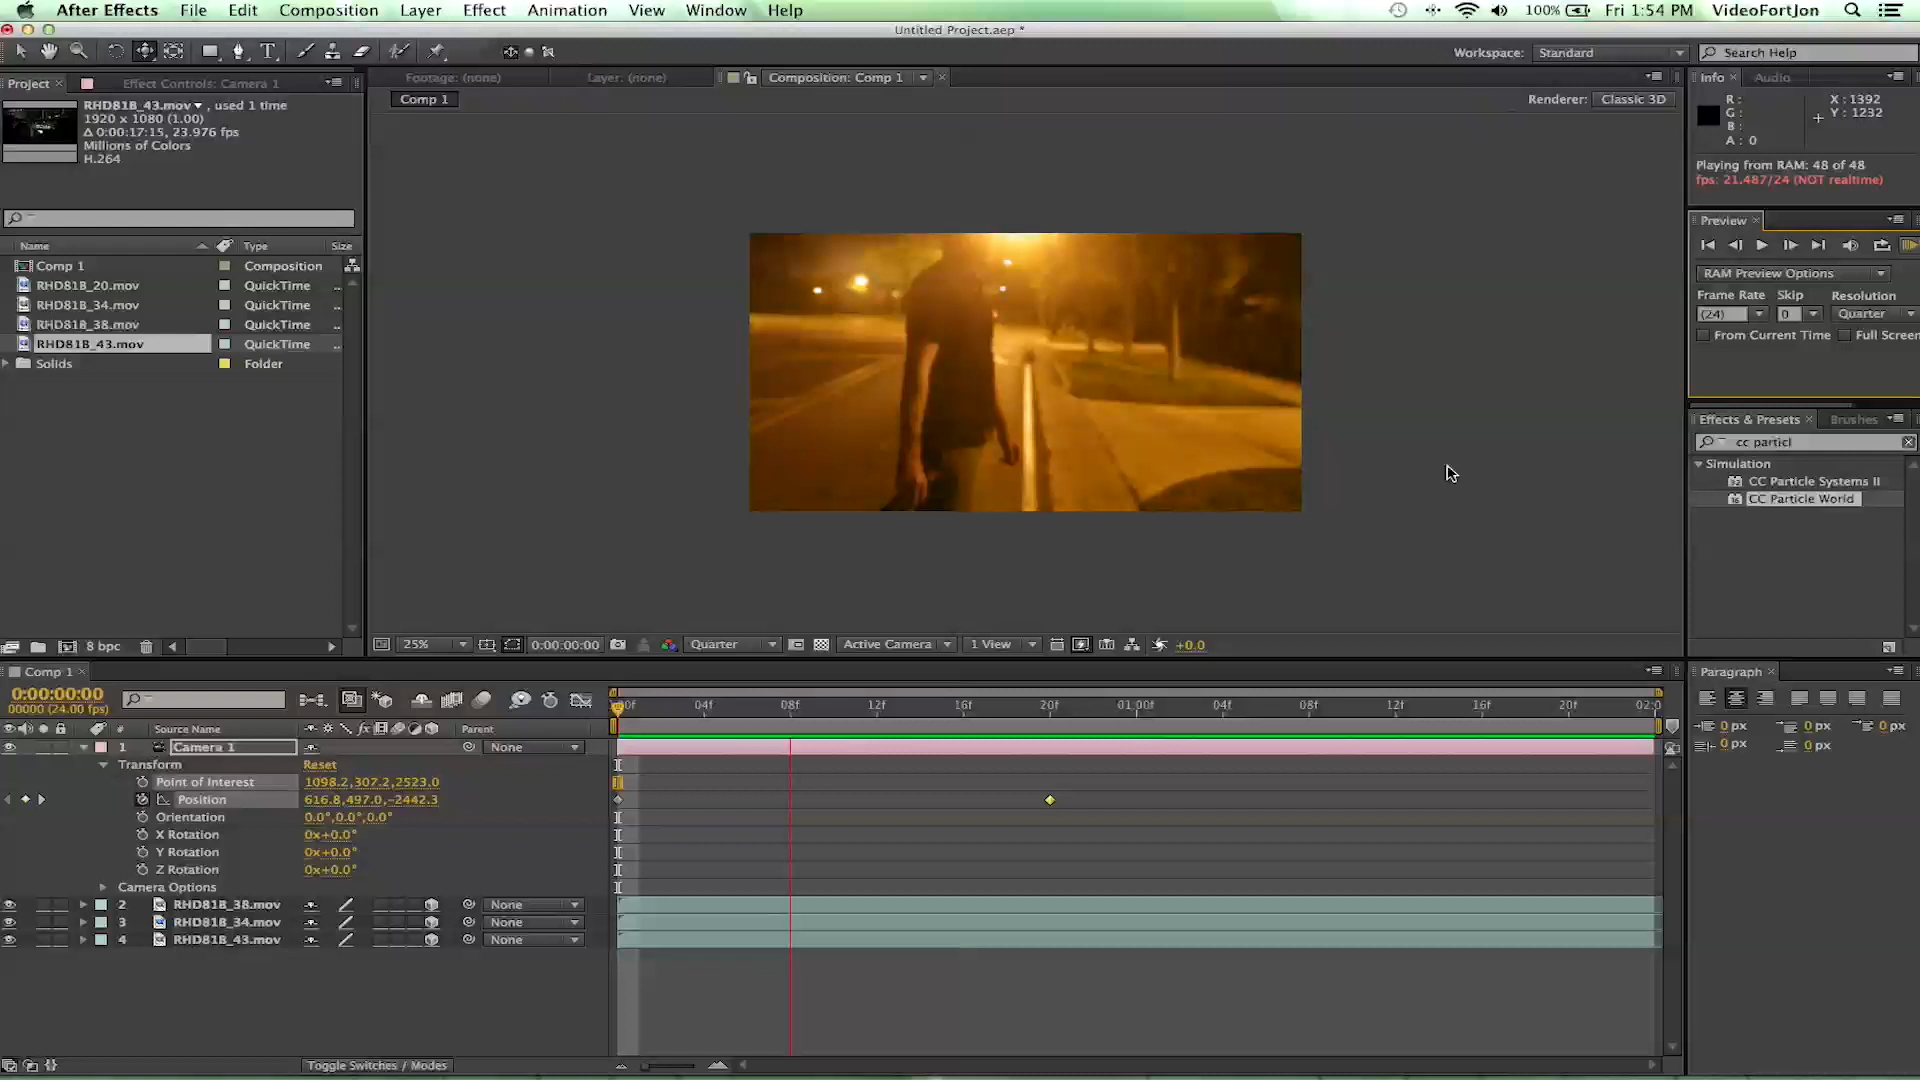 After Effects File Edit Composition Layer Effect Animation View Window Help 100% Fri 1:54 PM VideoFortJon
Untitled Project.aep *
Workspace: Standard Search Help
Project Effect Controls: Camera 1 Footage: (none) Layer: (none) Composition: Comp 1 Info Audio
RHD81B_43.mov , used 1 time
1920 x 1080 (1.00)
Δ 0:00:17:15, 23.976 fps
Millions of Colors
H.264
Comp 1 Renderer: Classic 3D
R : X : 1392
G : Y : 1232
B :
A : 0
Playing from RAM: 48 of 48
fps: 21.487/24 (NOT realtime)
Preview
RAM Preview Options
Frame Rate Skip Resolution
(24) 0 Quarter
From Current Time Full Screen
Name Type Size
Comp 1 Composition
RHD81B_20.mov QuickTime ..
RHD81B_34.mov QuickTime ..
RHD81B_38.mov QuickTime ..
RHD81B_43.mov QuickTime ..
Solids Folder
Effects & Presets Brushes
cc particl
Simulation
CC Particle Systems II
CC Particle World
8 bpc 25% 0:00:00:00 Quarter Active Camera 1 View +0.0
Comp 1
0:00:00:00
00000 (24.00 fps)
00f 04f 08f 12f 16f 20f 01:00f 04f 08f 12f 16f 20f 02:0
# Source Name Parent
1 Camera 1 None
Transform Reset
Point of Interest 1098.2,307.2,2523.0
Position 616.8,497.0,-2442.3
Orientation 0.0°,0.0°,0.0°
X Rotation 0x+0.0°
Y Rotation 0x+0.0°
Z Rotation 0x+0.0°
Camera Options
2 RHD81B_38.mov None
3 RHD81B_34.mov None
4 RHD81B_43.mov None
Toggle Switches / Modes
Paragraph
0 px 0 px 0 px
0 px 0 px